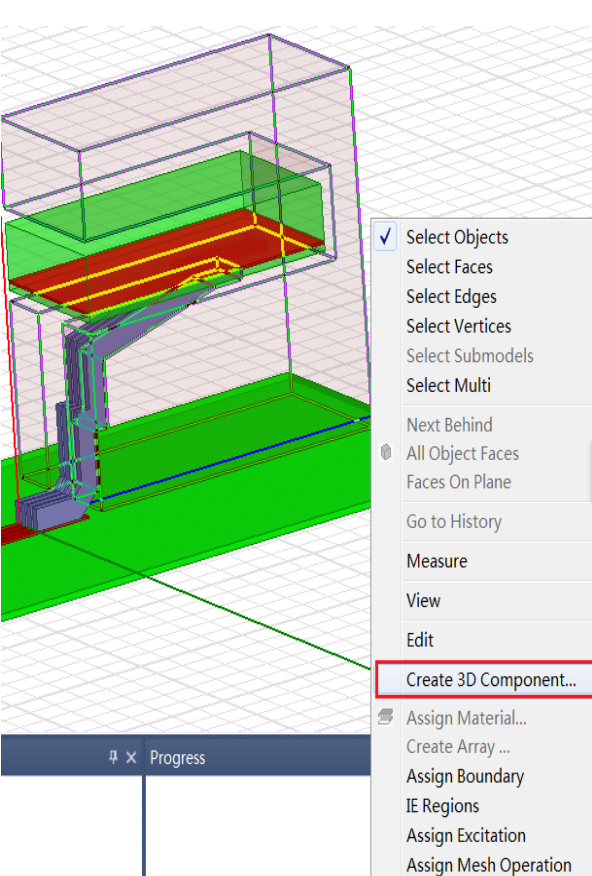 Select Objects
Select Faces
Select Edges
Select Vertices
Select Submodels
Select Multi
Next Behind
All Object Faces
Faces On Plane
Go to History
Measure
View
Edit
Create 3D Component...
Assign Material...
Create Array ...
Assign Boundary
IE Regions
Assign Excitation
Assign Mesh Operation
Progress